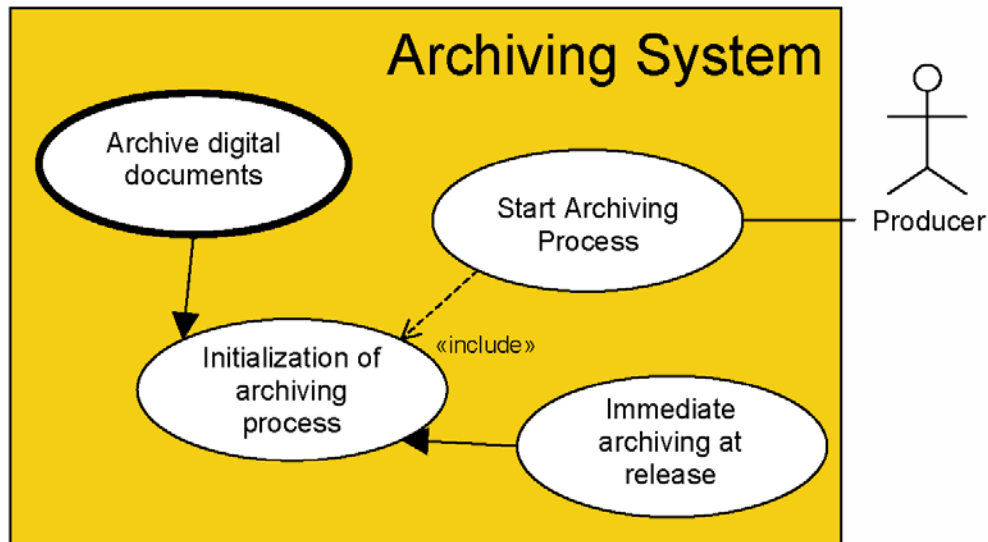 Archiving System
Archive digital
documents
Start Archiving
Process
Producer
«include»
Initialization of
archiving
process
Immediate
archiving at
release